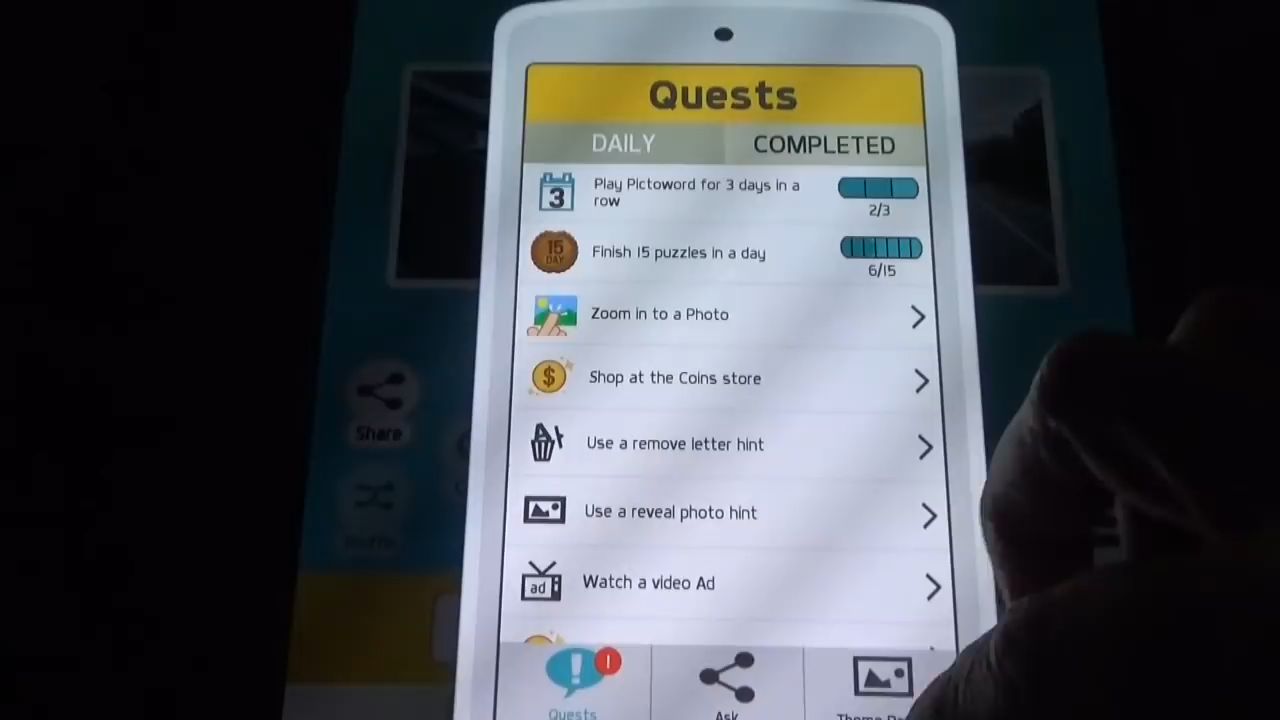 Quests
DAILY
COMPLETED
3
Play Pictoword for 3 days in a
row
2/3
15
DAY
Finish 15 puzzles in a day
6/15
Zoom in to a Photo
$
Shop at the Coins store
Share
Use a remove letter hint
Use a reveal photo hint
ad
Watch a video Ad
!
Quests
Ask